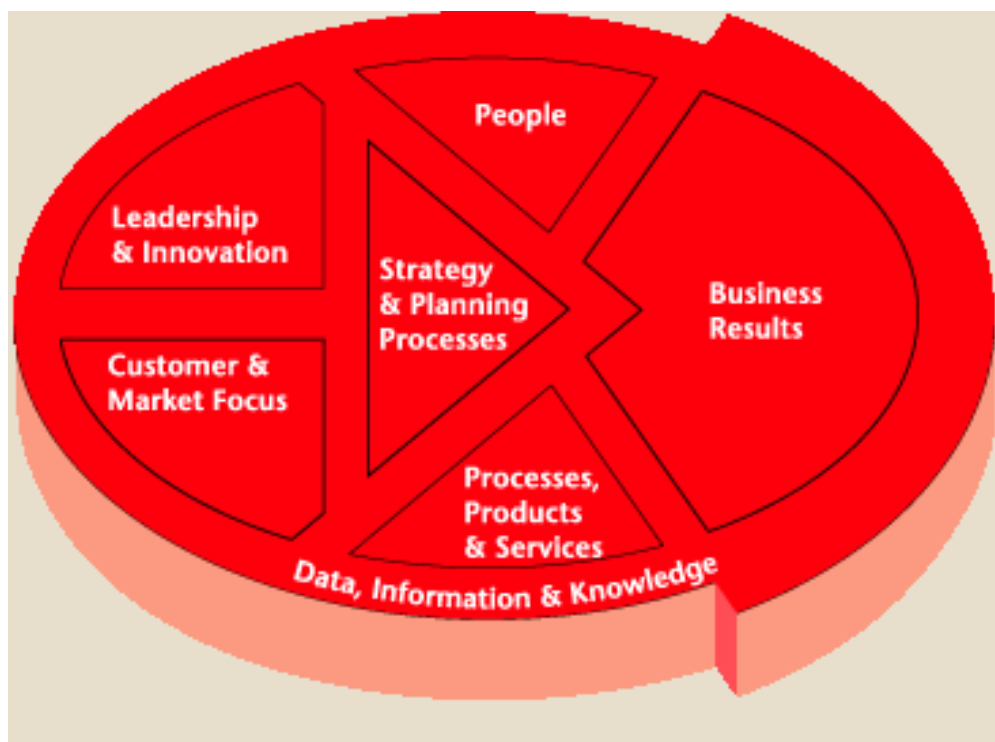 People
Leadership
& Innovation
Strategy
& Planning
Processes
Business
Results
Customer &
Market Focus
Processes,
Products
& Services
Data, Information & Knowledge